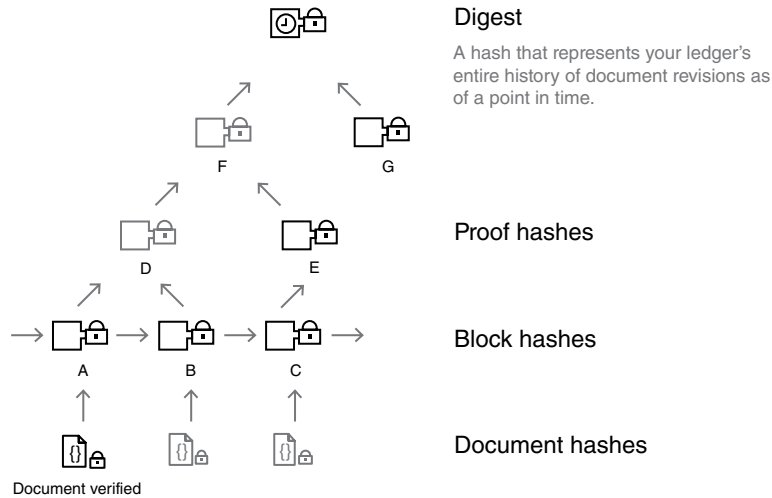 Digest
A hash that represents your ledger's
entire history of document revisions as
of a point in time.
F
G
Proof hashes
D
E
Block hashes
A
B
C
{}
{}
{}
Document hashes
Document verified